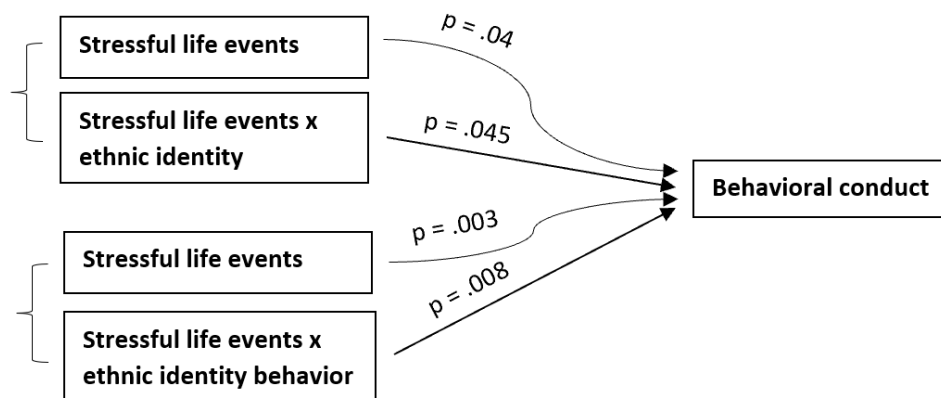 p = .04
Stressful life events
Stressful life events x
ethnic identity
p = .045
Behavioral conduct
p = .003
Stressful life events
p = .008
Stressful life events x
ethnic identity behavior